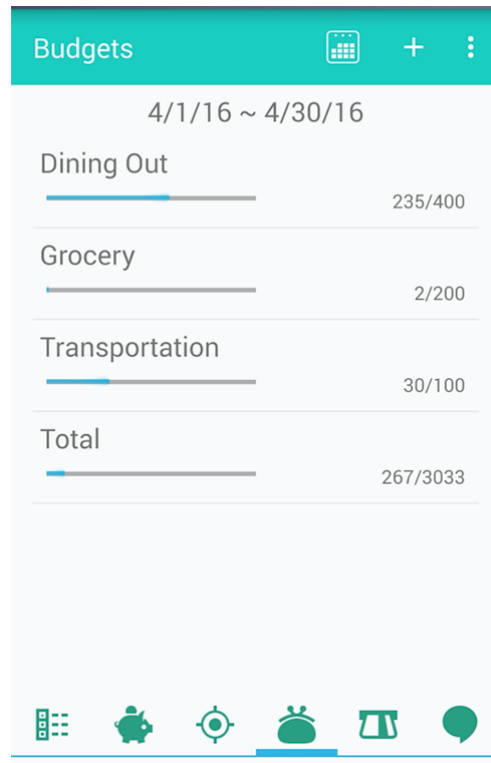 Budgets
4/1/16 ~ 4/30/16
Dining Out
235/400
Grocery
2/200
Transportation
30/100
Total
267/3033